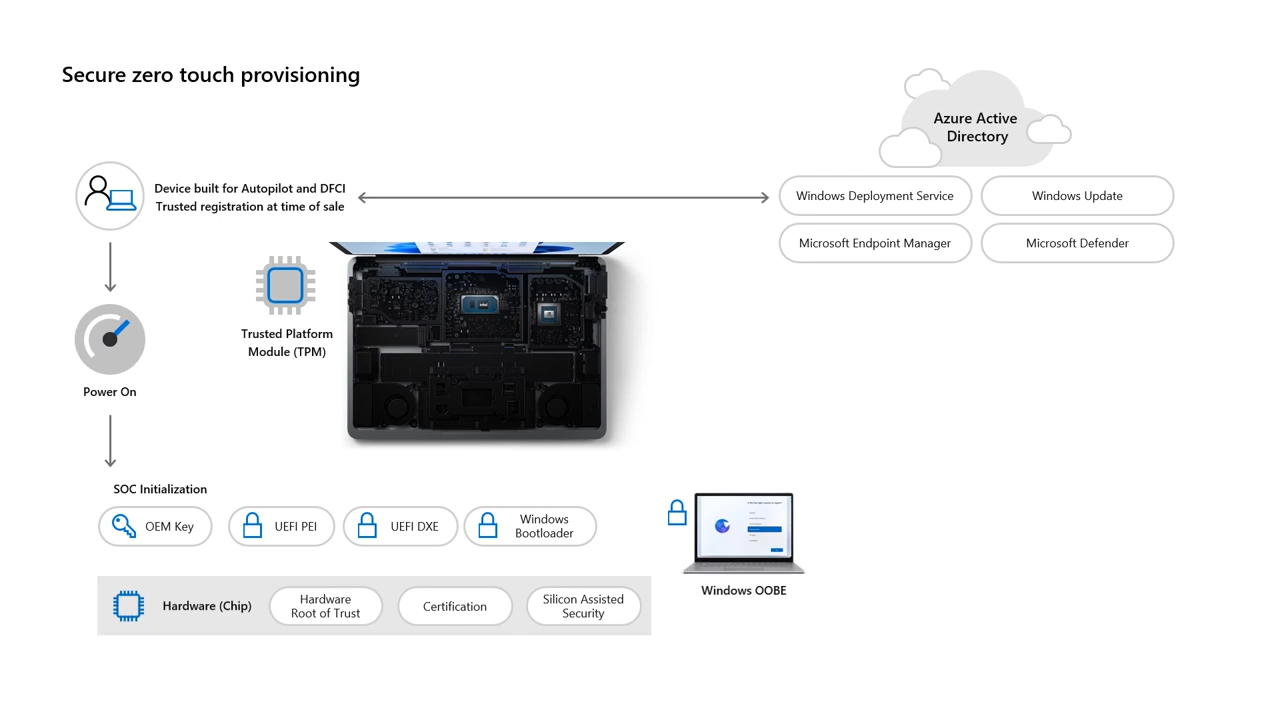 Secure zero touch provisioning
Azure Active
Directory
Device built for Autopilot and DFCI
Trusted registration at time of sale
Windows Deployment Service
Windows Update
Microsoft Endpoint Manager
Microsoft Defender
Trusted Platform
Module (TPM)
Power On
SOC Initialization
OEM Key
UEFI PEI
UEFI DXE
Windows
Bootloader
Windows OOBE
Hardware (Chip)
Hardware
Root of Trust
Certification
Silicon Assisted
Security